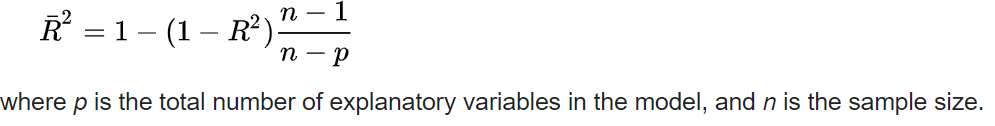 R̄² = 1 − (1 − R²) (n − 1)/(n − p)
where p is the total number of explanatory variables in the model, and n is the sample size.